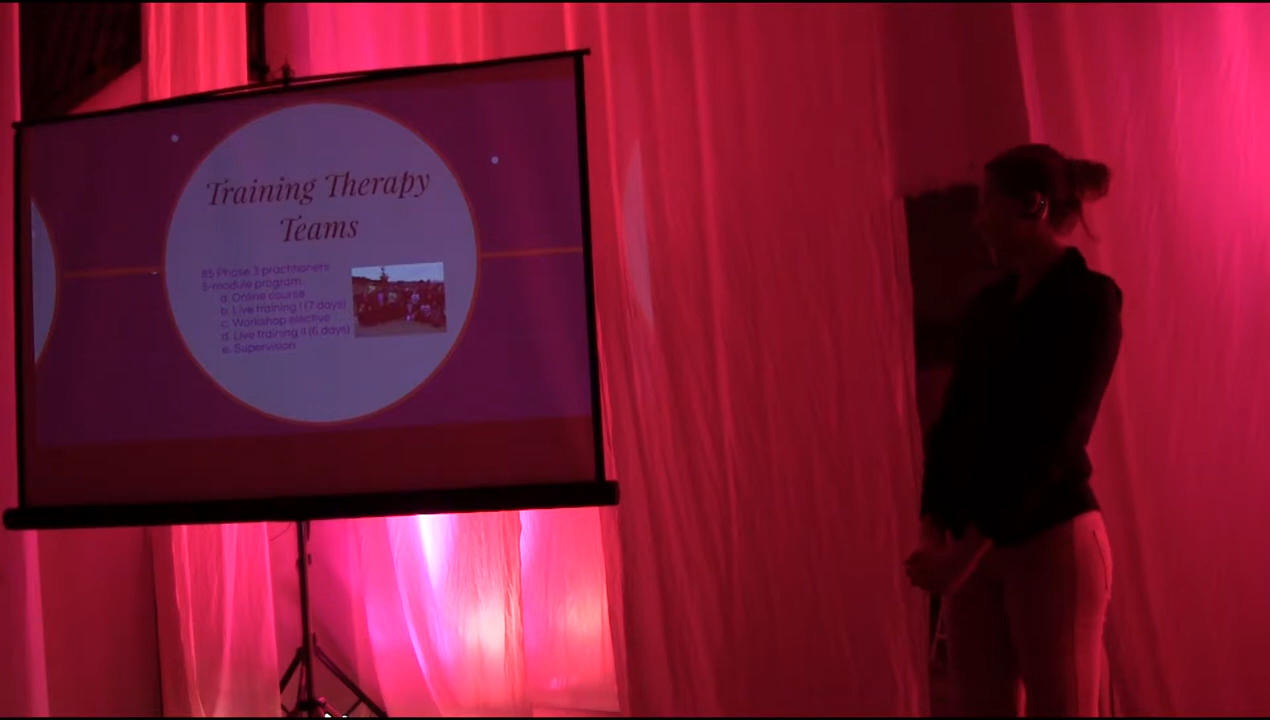 Training Therapy
Teams
85 Phase 3 practitioners
5-module program
a. Online course
b. Live training I (7 days)
c. Workshop elective
d. Live training II (6 days)
e. Supervision